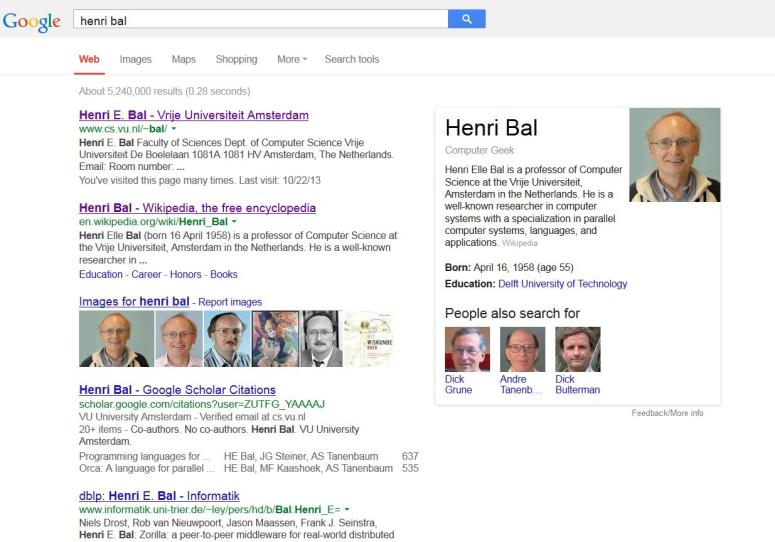 Google
henri bal
Web Images Maps Shopping More Search tools
About 5,240,000 results (0.28 seconds)
Henri E. Bal - Vrije Universiteit Amsterdam
www.cs.vu.nl/~bal/
Henri E. Bal Faculty of Sciences Dept. of Computer Science Vrije
Universiteit De Boelelaan 1081A 1081 HV Amsterdam, The Netherlands.
Email: Room number: ...
You've visited this page many times. Last visit: 10/22/13
Henri Bal - Wikipedia, the free encyclopedia
en.wikipedia.org/wiki/Henri_Bal
Henri Elle Bal (born 16 April 1958) is a professor of Computer Science at
the Vrije Universiteit, Amsterdam in the Netherlands. He is a well-known
researcher in ...
Education - Career - Honors - Books
Images for henri bal - Report images
WISKUNDE
Henri Bal - Google Scholar Citations
scholar.google.com/citations?user=ZUTFG_YAAAAJ
VU University Amsterdam - Verified email at cs.vu.nl
20+ items - Co-authors. No co-authors. Henri Bal. VU University
Amsterdam.
Programming languages for ... HE Bal, JG Steiner, AS Tanenbaum 637
Orca: A language for parallel ... HE Bal, MF Kaashoek, AS Tanenbaum 535
dblp: Henri E. Bal - Informatik
www.informatik.uni-trier.de/~ley/pers/hd/b/Bal:Henri_E=
Niels Drost, Rob van Nieuwpoort, Jason Maassen, Frank J. Seinstra,
Henri E. Bal: Zorilla: a peer-to-peer middleware for real-world distributed
Henri Bal
Computer Geek
Henri Elle Bal is a professor of Computer
Science at the Vrije Universiteit,
Amsterdam in the Netherlands. He is a
well-known researcher in computer
systems with a specialization in parallel
computer systems, languages, and
applications. Wikipedia
Born: April 16, 1958 (age 55)
Education: Delft University of Technology
People also search for
Dick
Grune
Andre
Tanenb...
Dick
Bulterman
Feedback/More info